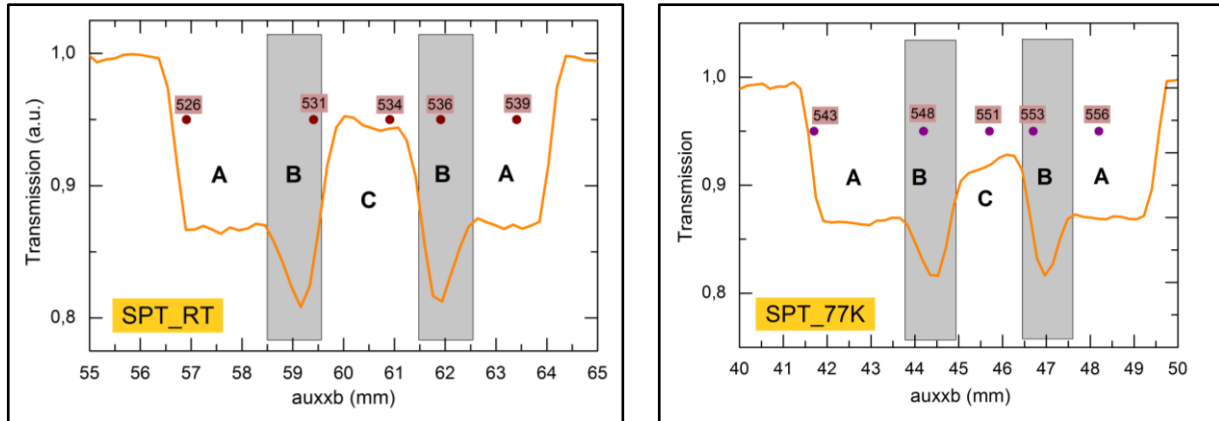 1,0
0,9
0,8
Transmission (a.u.)
526
531
534
536
539
A
B
C
B
A
SPT_RT
55 56 57 58 59 60 61 62 63 64 65
auxxb (mm)
1,0
0,9
0,8
Transmission
543
548
551
553
556
A
B
C
B
A
SPT_77K
40 41 42 43 44 45 46 47 48 49 50
auxxb (mm)